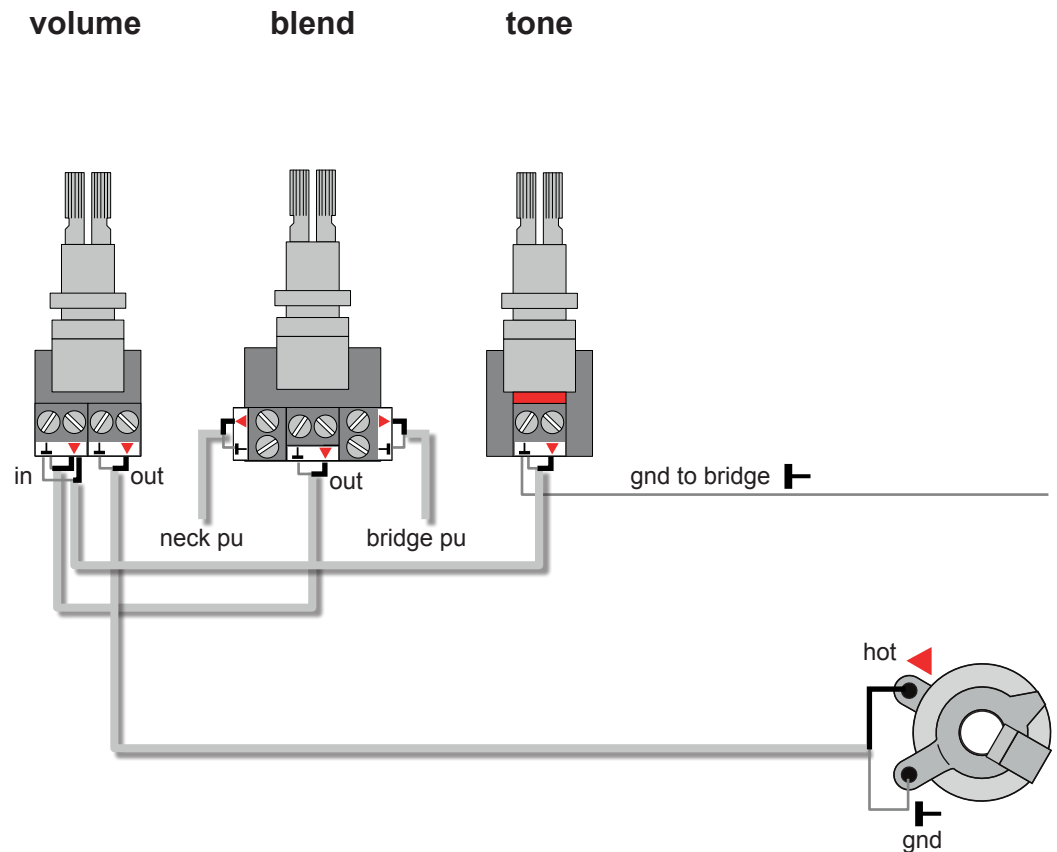 volume blend tone
in out out
gnd to bridge
neck pu bridge pu
hot
gnd